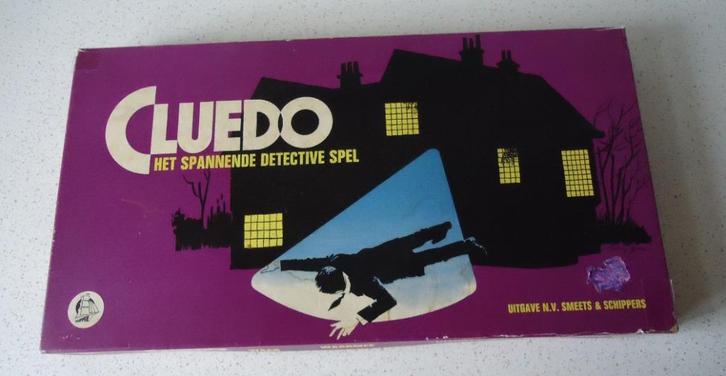 CLUEDO
HET SPANNENDE DETECTIVE SPEL
UITGAVE N.V. SMEETS & SCHIPPERS